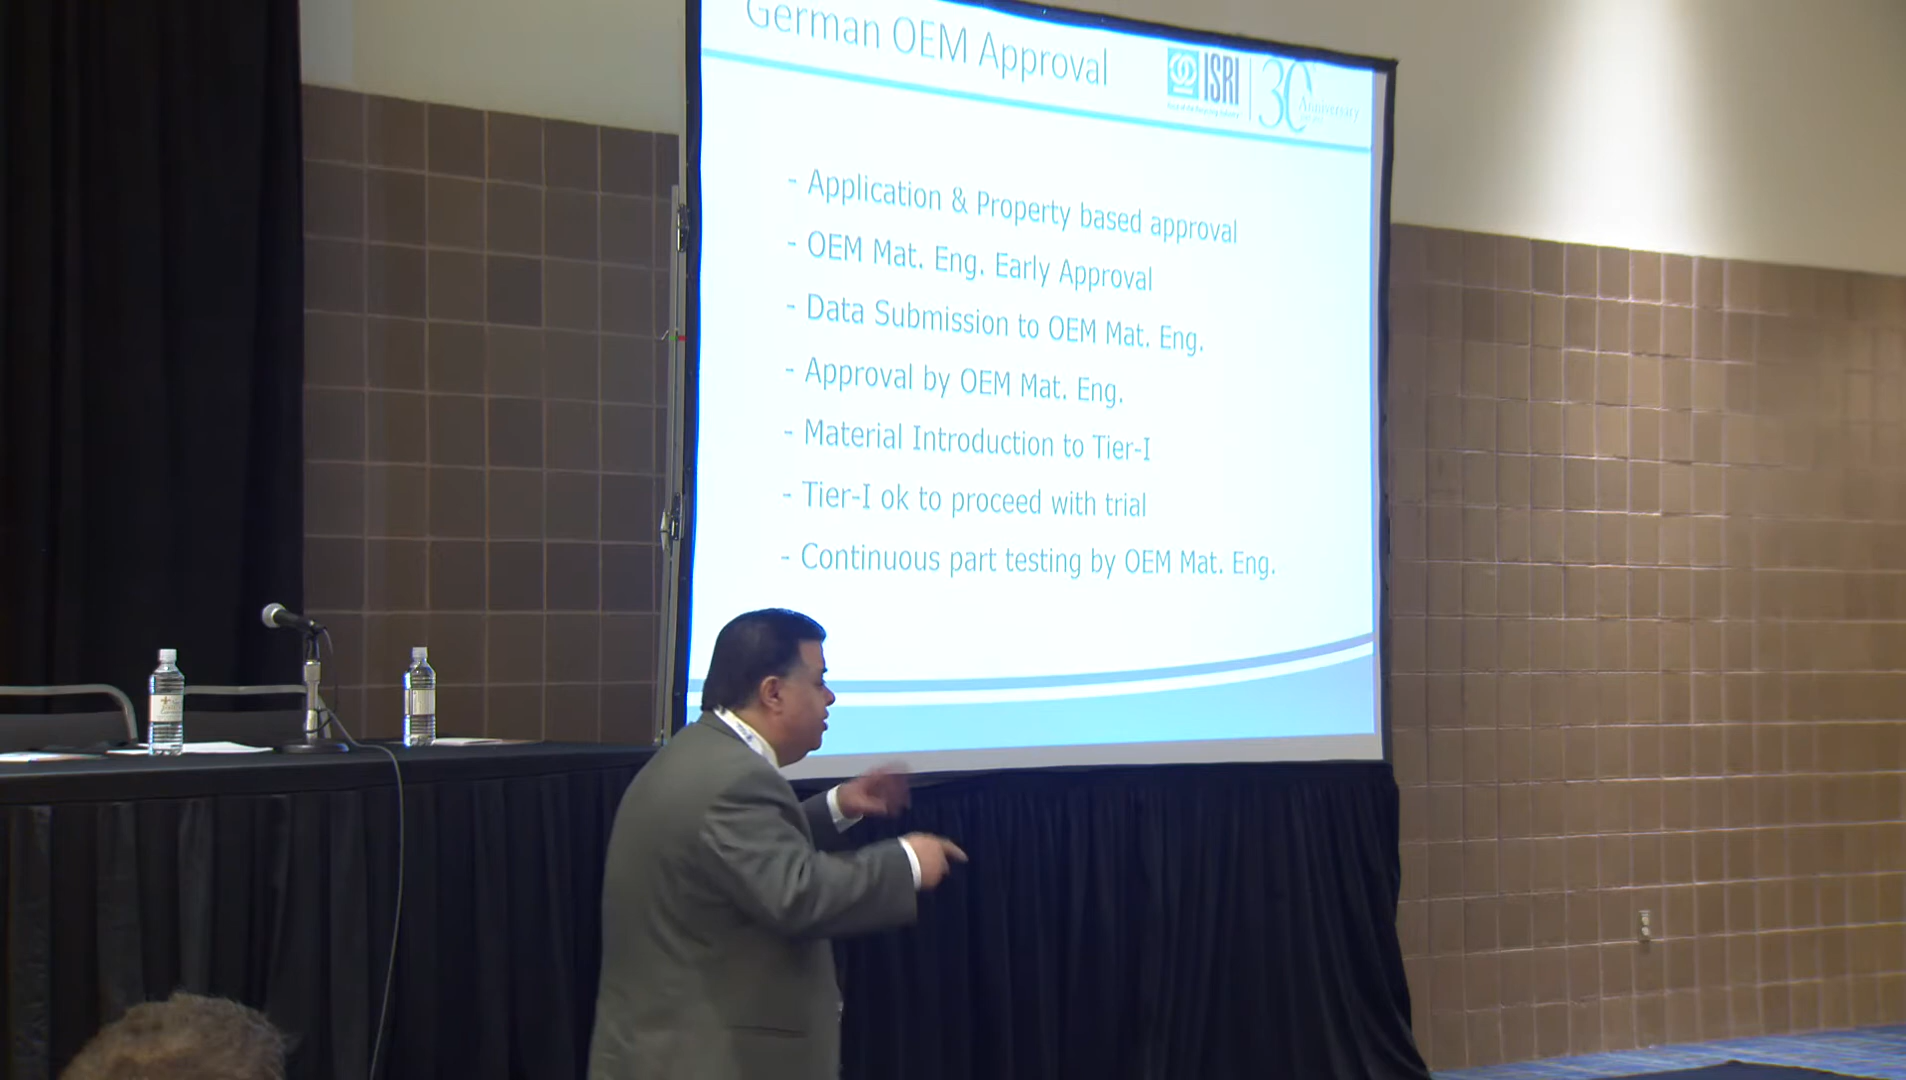 German OEM Approval
ISRI
30
Anniversary
- Application & Property based approval
- OEM Mat. Eng. Early Approval
- Data Submission to OEM Mat. Eng.
- Approval by OEM Mat. Eng.
- Material Introduction to Tier-I
- Tier-I ok to proceed with trial
- Continuous part testing by OEM Mat. Eng.